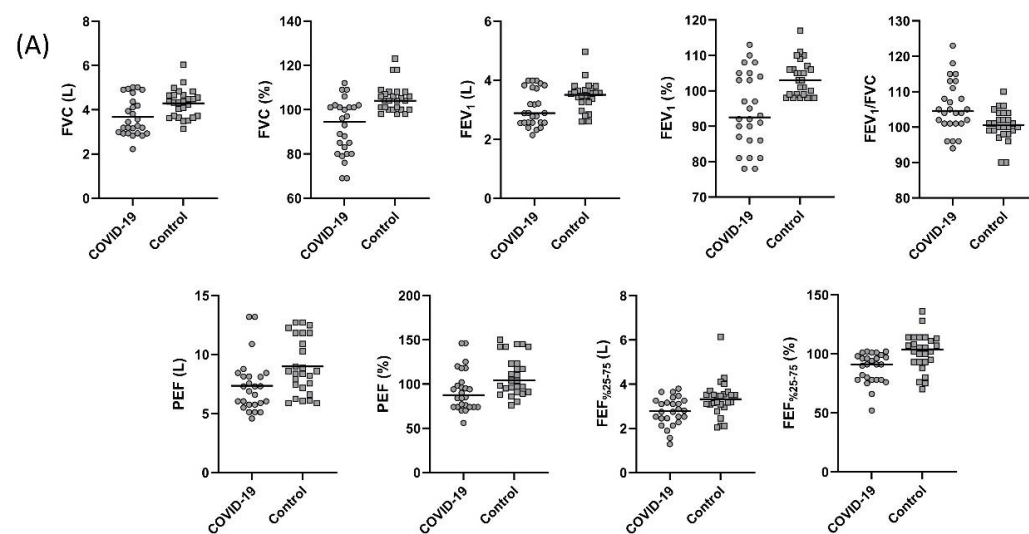 (A)
FVC (L)
6
4
2
0
COVID-19
Control
FVC (%)
140
120
100
80
60
COVID-19
Control
FEV1 (L)
6
4
2
0
COVID-19
Control
FEV1 (%)
120
110
100
90
80
70
COVID-19
Control
FEV1/FVC
130
120
110
100
90
80
COVID-19
Control
PEF (L)
15
10
5
0
COVID-19
Control
PEF (%)
200
150
100
50
0
COVID-19
Control
FEF%25-75 (L)
8
6
4
2
0
COVID-19
Control
FEF%25-75 (%)
150
100
50
0
COVID-19
Control